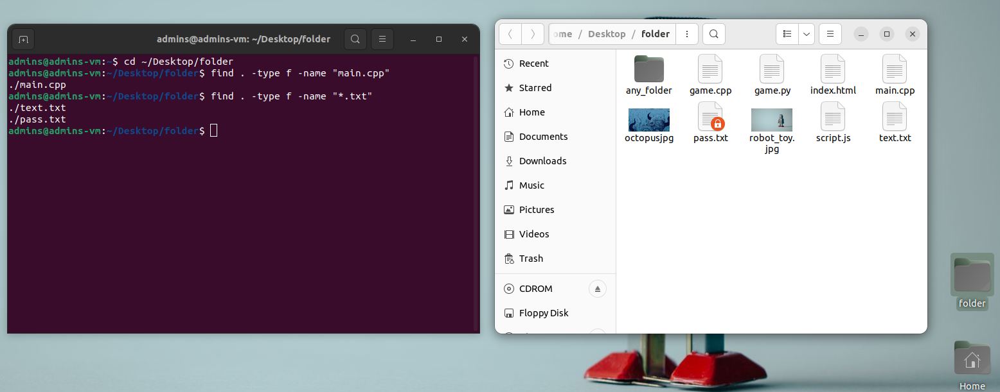 admins@admins-vm: ~/Desktop/folder
admins@admins-vm:~$ cd ~/Desktop/folder
admins@admins-vm:~/Desktop/folder$ find . -type f -name "main.cpp"
./main.cpp
admins@admins-vm:~/Desktop/folder$ find . -type f -name "*.txt"
./text.txt
./pass.txt
admins@admins-vm:~/Desktop/folder$
ome / Desktop / folder
Recent
Starred
Home
Documents
Downloads
Music
Pictures
Videos
Trash
CDROM
Floppy Disk
any_folder
game.cpp
game.py
index.html
main.cpp
octopusjpg
pass.txt
robot_toy.
jpg
script.js
text.txt
folder
Home